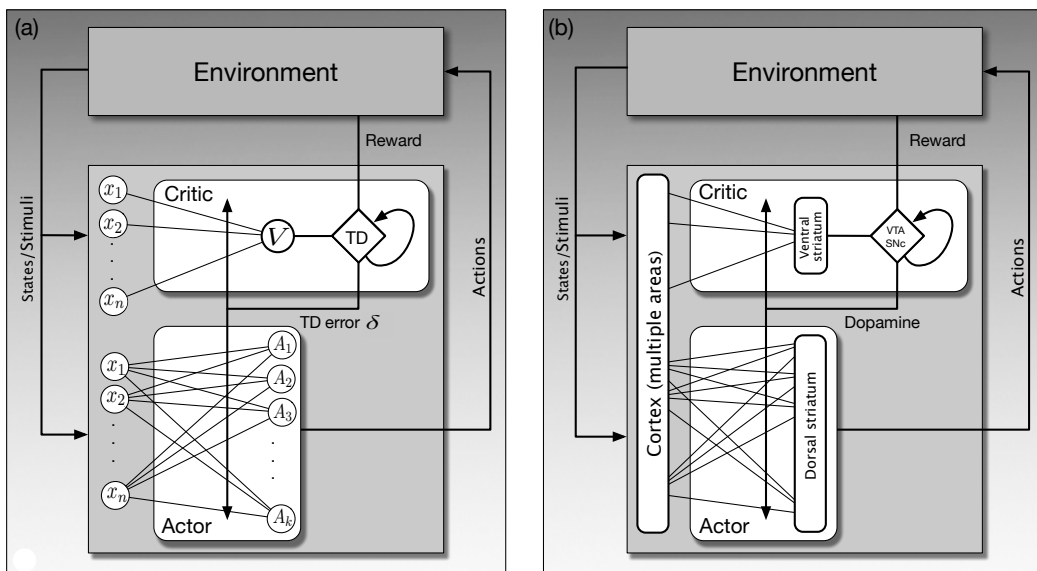 (a)
Environment
Reward
States/Stimuli
Actions
Critic
x₁
x₂
.
.
.
.
xₙ
V
TD
TD error δ
x₁
x₂
.
.
.
.
xₙ
A₁
A₂
A₃
.
.
.
.
Aₖ
Actor
(b)
Environment
Reward
States/Stimuli
Actions
Cortex (multiple areas)
Critic
Ventral
striatum
VTA
SNc
Dopamine
Dorsal striatum
Actor